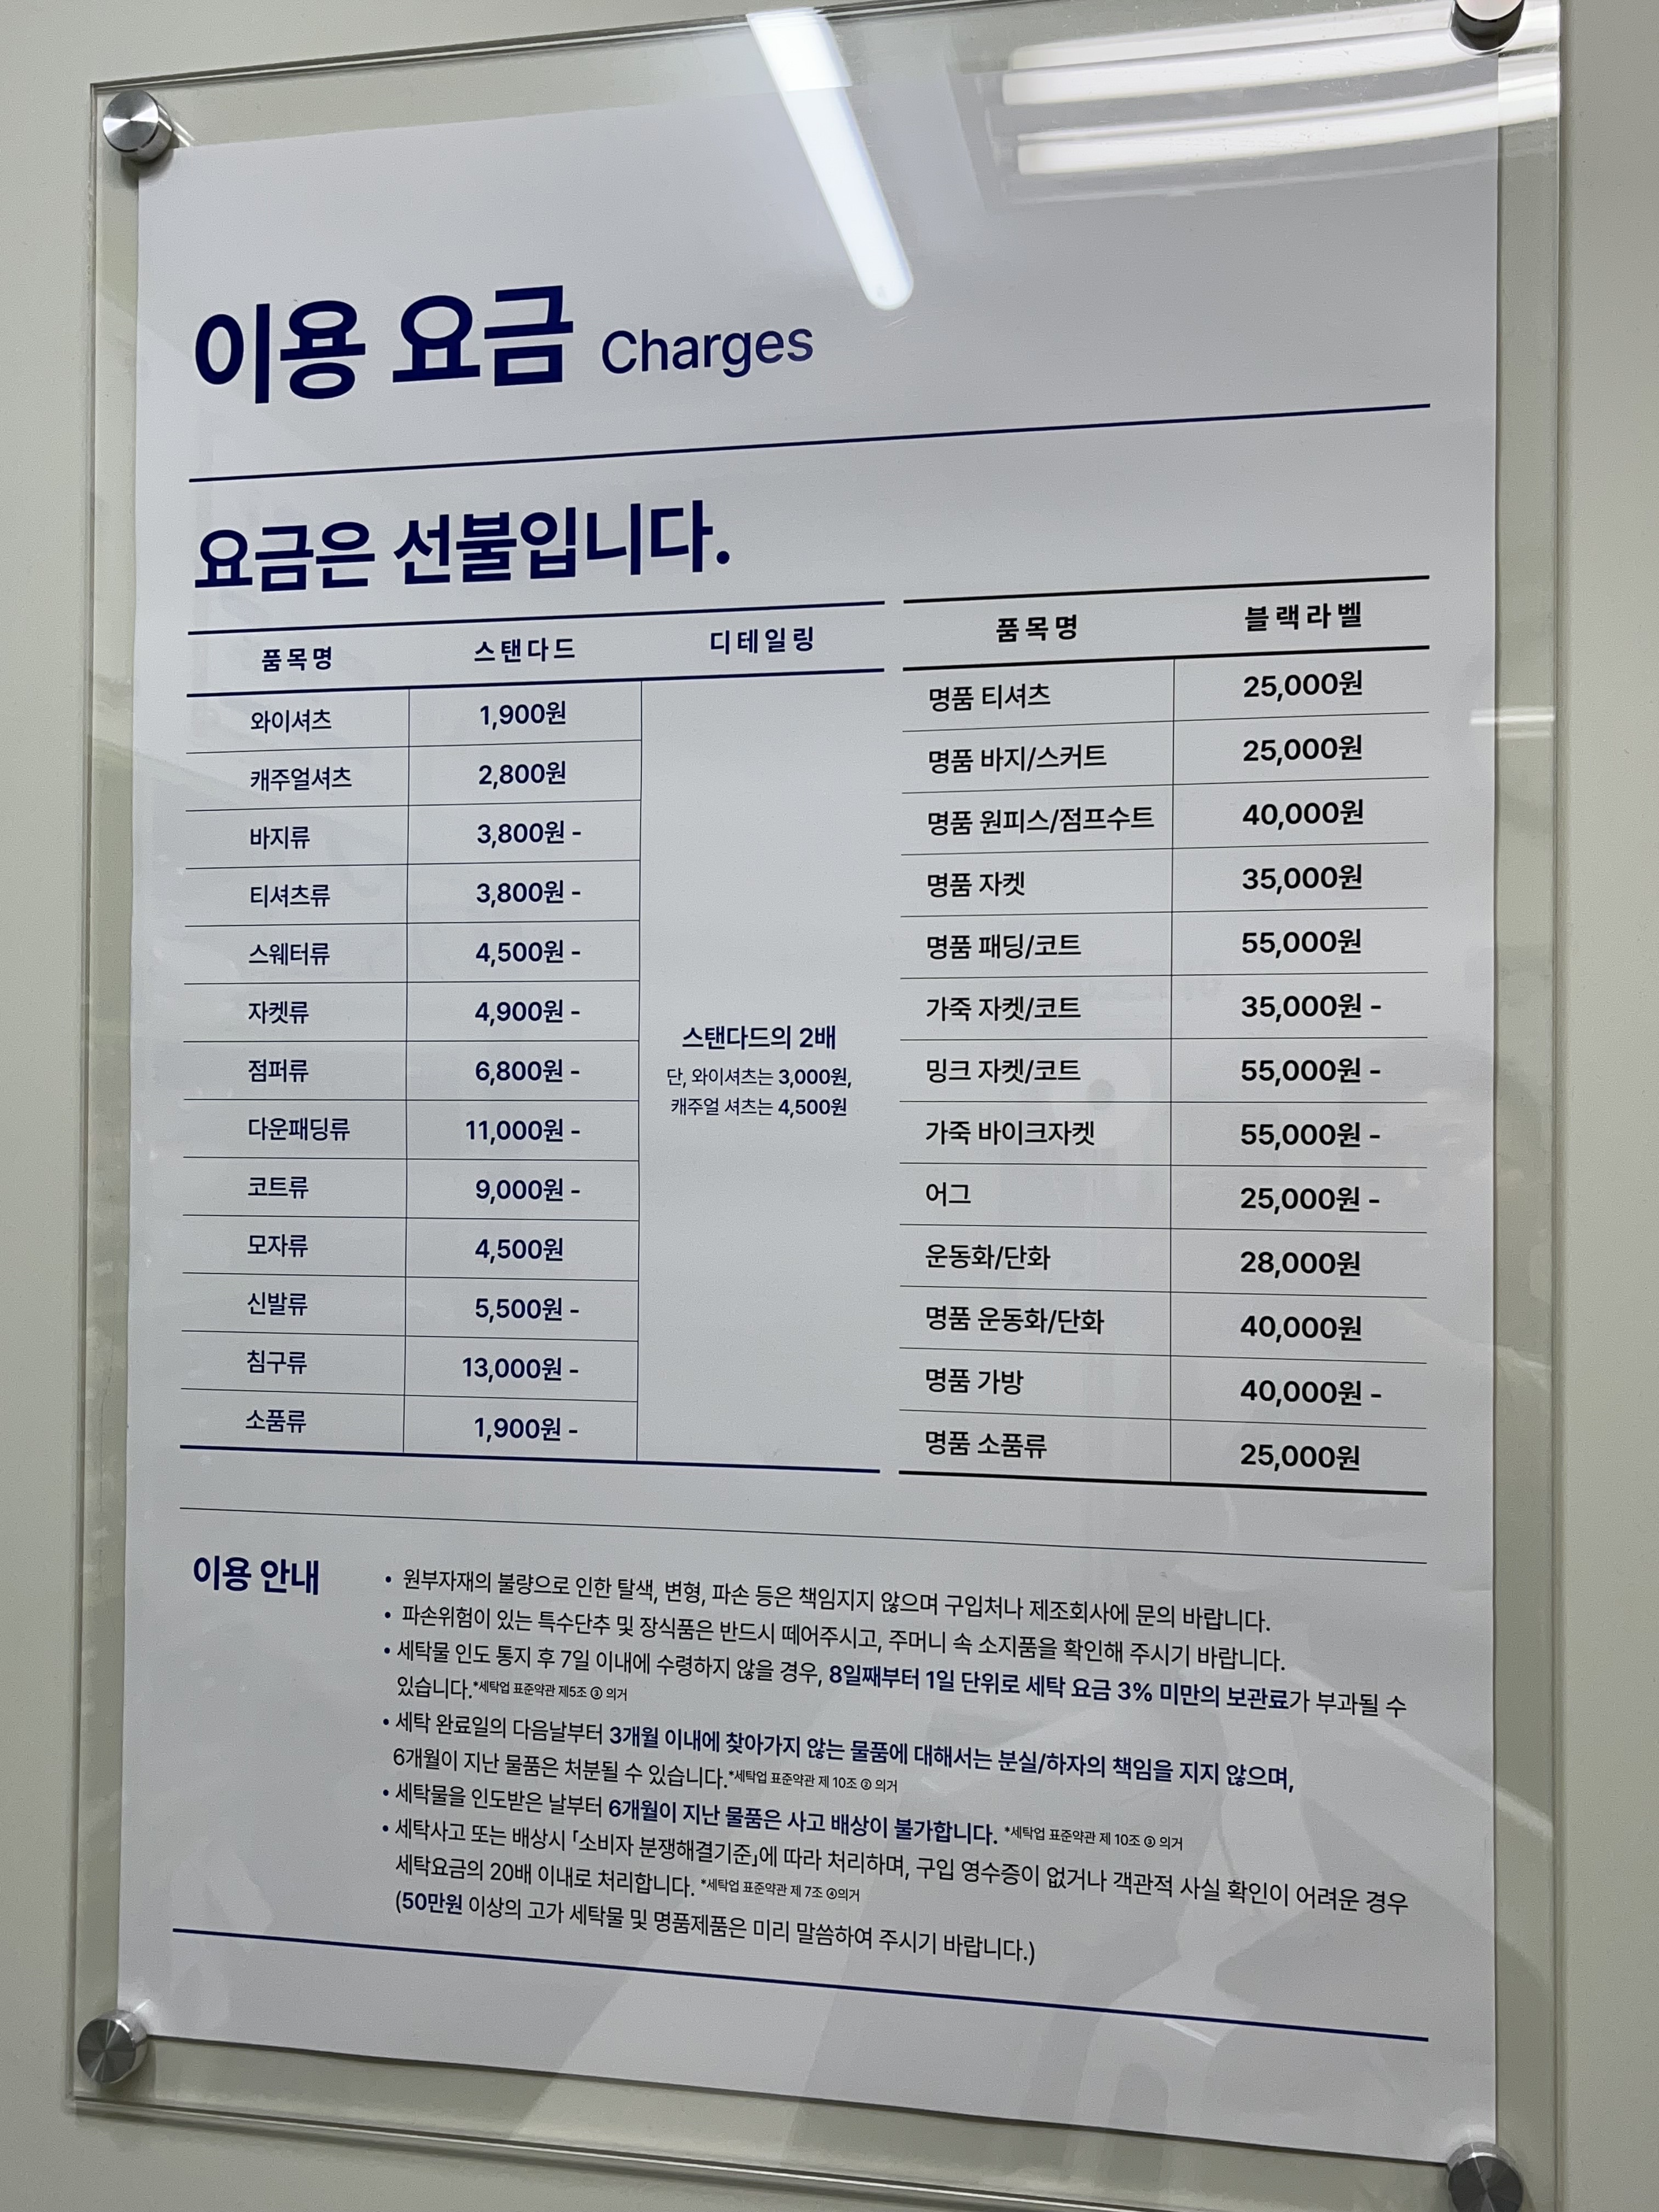 이용 요금 Charges
요금은 선불입니다.
품목명 스탠다드 디테일링
와이셔츠 1,900원
캐주얼셔츠 2,800원
바지류 3,800원 -
티셔츠류 3,800원 -
스웨터류 4,500원 -
자켓류 4,900원 -
점퍼류 6,800원 -
다운패딩류 11,000원 -
코트류 9,000원 -
모자류 4,500원
신발류 5,500원 -
침구류 13,000원 -
소품류 1,900원 -
스탠다드의 2배
단, 와이셔츠는 3,000원,
캐주얼 셔츠는 4,500원
품목명 블랙라벨
명품 티셔츠 25,000원
명품 바지/스커트 25,000원
명품 원피스/점프수트 40,000원
명품 자켓 35,000원
명품 패딩/코트 55,000원
가죽 자켓/코트 35,000원 -
밍크 자켓/코트 55,000원 -
가죽 바이크자켓 55,000원 -
어그 25,000원 -
운동화/단화 28,000원
명품 운동화/단화 40,000원
명품 가방 40,000원 -
명품 소품류 25,000원
이용 안내
• 원부자재의 불량으로 인한 탈색, 변형, 파손 등은 책임지지 않으며 구입처나 제조회사에 문의 바랍니다.
• 파손위험이 있는 특수단추 및 장식품은 반드시 떼어주시고, 주머니 속 소지품을 확인해 주시기 바랍니다.
• 세탁물 인도 통지 후 7일 이내에 수령하지 않을 경우, 8일째부터 1일 단위로 세탁 요금 3% 미만의 보관료가 부과될 수
있습니다.*세탁업 표준약관 제5조 ③ 의거
• 세탁 완료일의 다음날부터 3개월 이내에 찾아가지 않는 물품에 대해서는 분실/하자의 책임을 지지 않으며,
6개월이 지난 물품은 처분될 수 있습니다.*세탁업 표준약관 제 10조 ② 의거
• 세탁물을 인도받은 날부터 6개월이 지난 물품은 사고 배상이 불가합니다. *세탁업 표준약관 제 10조 ③ 의거
• 세탁사고 또는 배상시 「소비자 분쟁해결기준」에 따라 처리하며, 구입 영수증이 없거나 객관적 사실 확인이 어려운 경우
세탁요금의 20배 이내로 처리합니다. *세탁업 표준약관 제 7조 ④의거
(50만원 이상의 고가 세탁물 및 명품제품은 미리 말씀하여 주시기 바랍니다.)